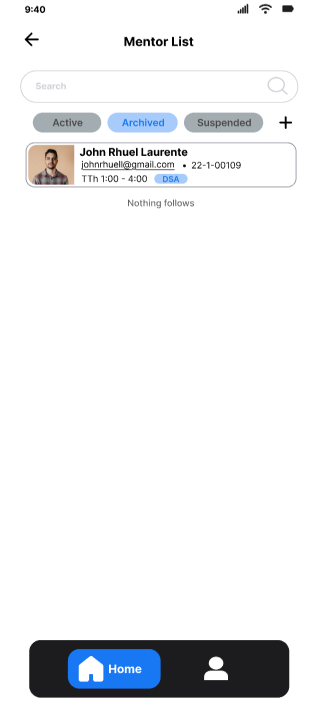 9:40
Mentor List
Search
Active Archived Suspended +
John Rhuel Laurente
johnrhuell@gmail.com • 22-1-00109
TTh 1:00 - 4:00 DSA
Nothing follows
Home